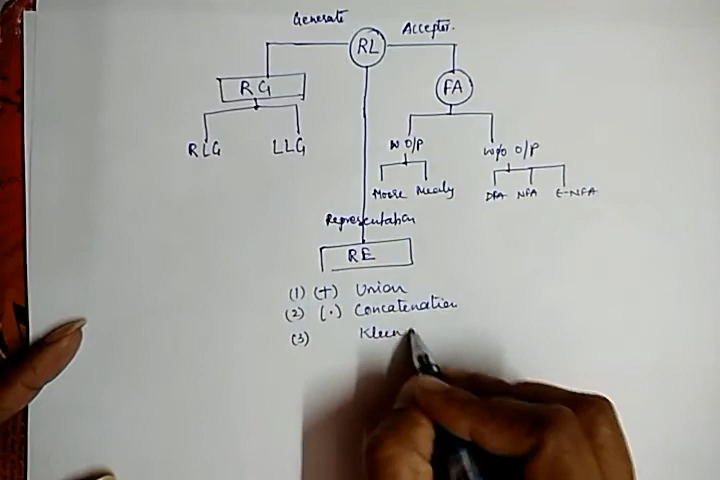 Generate RL Accepter.
RG FA
RLG LLG W O/P W/o O/P
Moore Mealy DFA NFA E-NFA
Representation
RE
(1) (+) Union
(2) (.) Concatenation
(3) Kleen